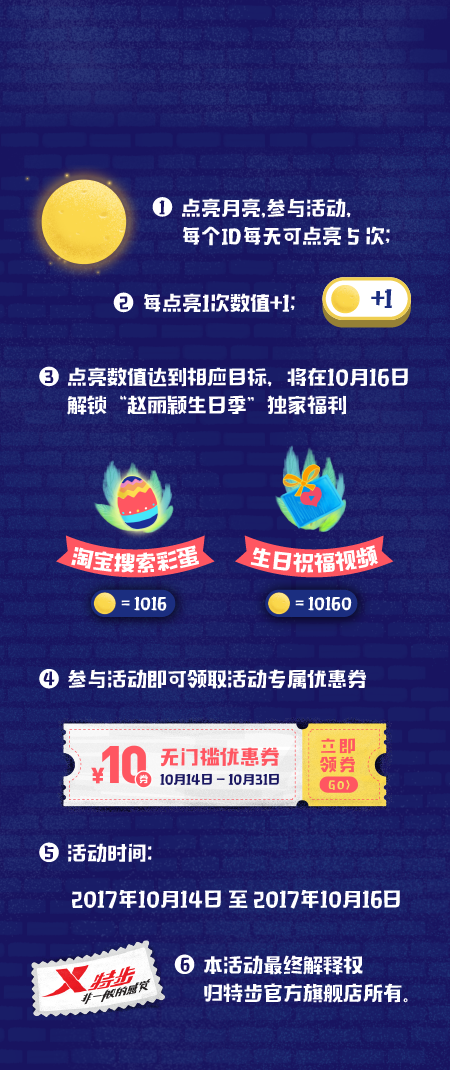 1 点亮月亮,参与活动,
每个ID每天可点亮 5 次;
2 每点亮1次数值+1;
+1
3 点亮数值达到相应目标，将在10月16日
解锁“赵丽颖生日季”独家福利
淘宝搜索彩蛋
生日祝福视频
= 1016
= 10160
4 参与活动即可领取活动专属优惠券
¥10元
无门槛优惠券
10月14日 – 10月31日
立即
领券
GO〉
5 活动时间:
2017年10月14日 至 2017年10月16日
特步
非一般的感觉
6 本活动最终解释权
归特步官方旗舰店所有。